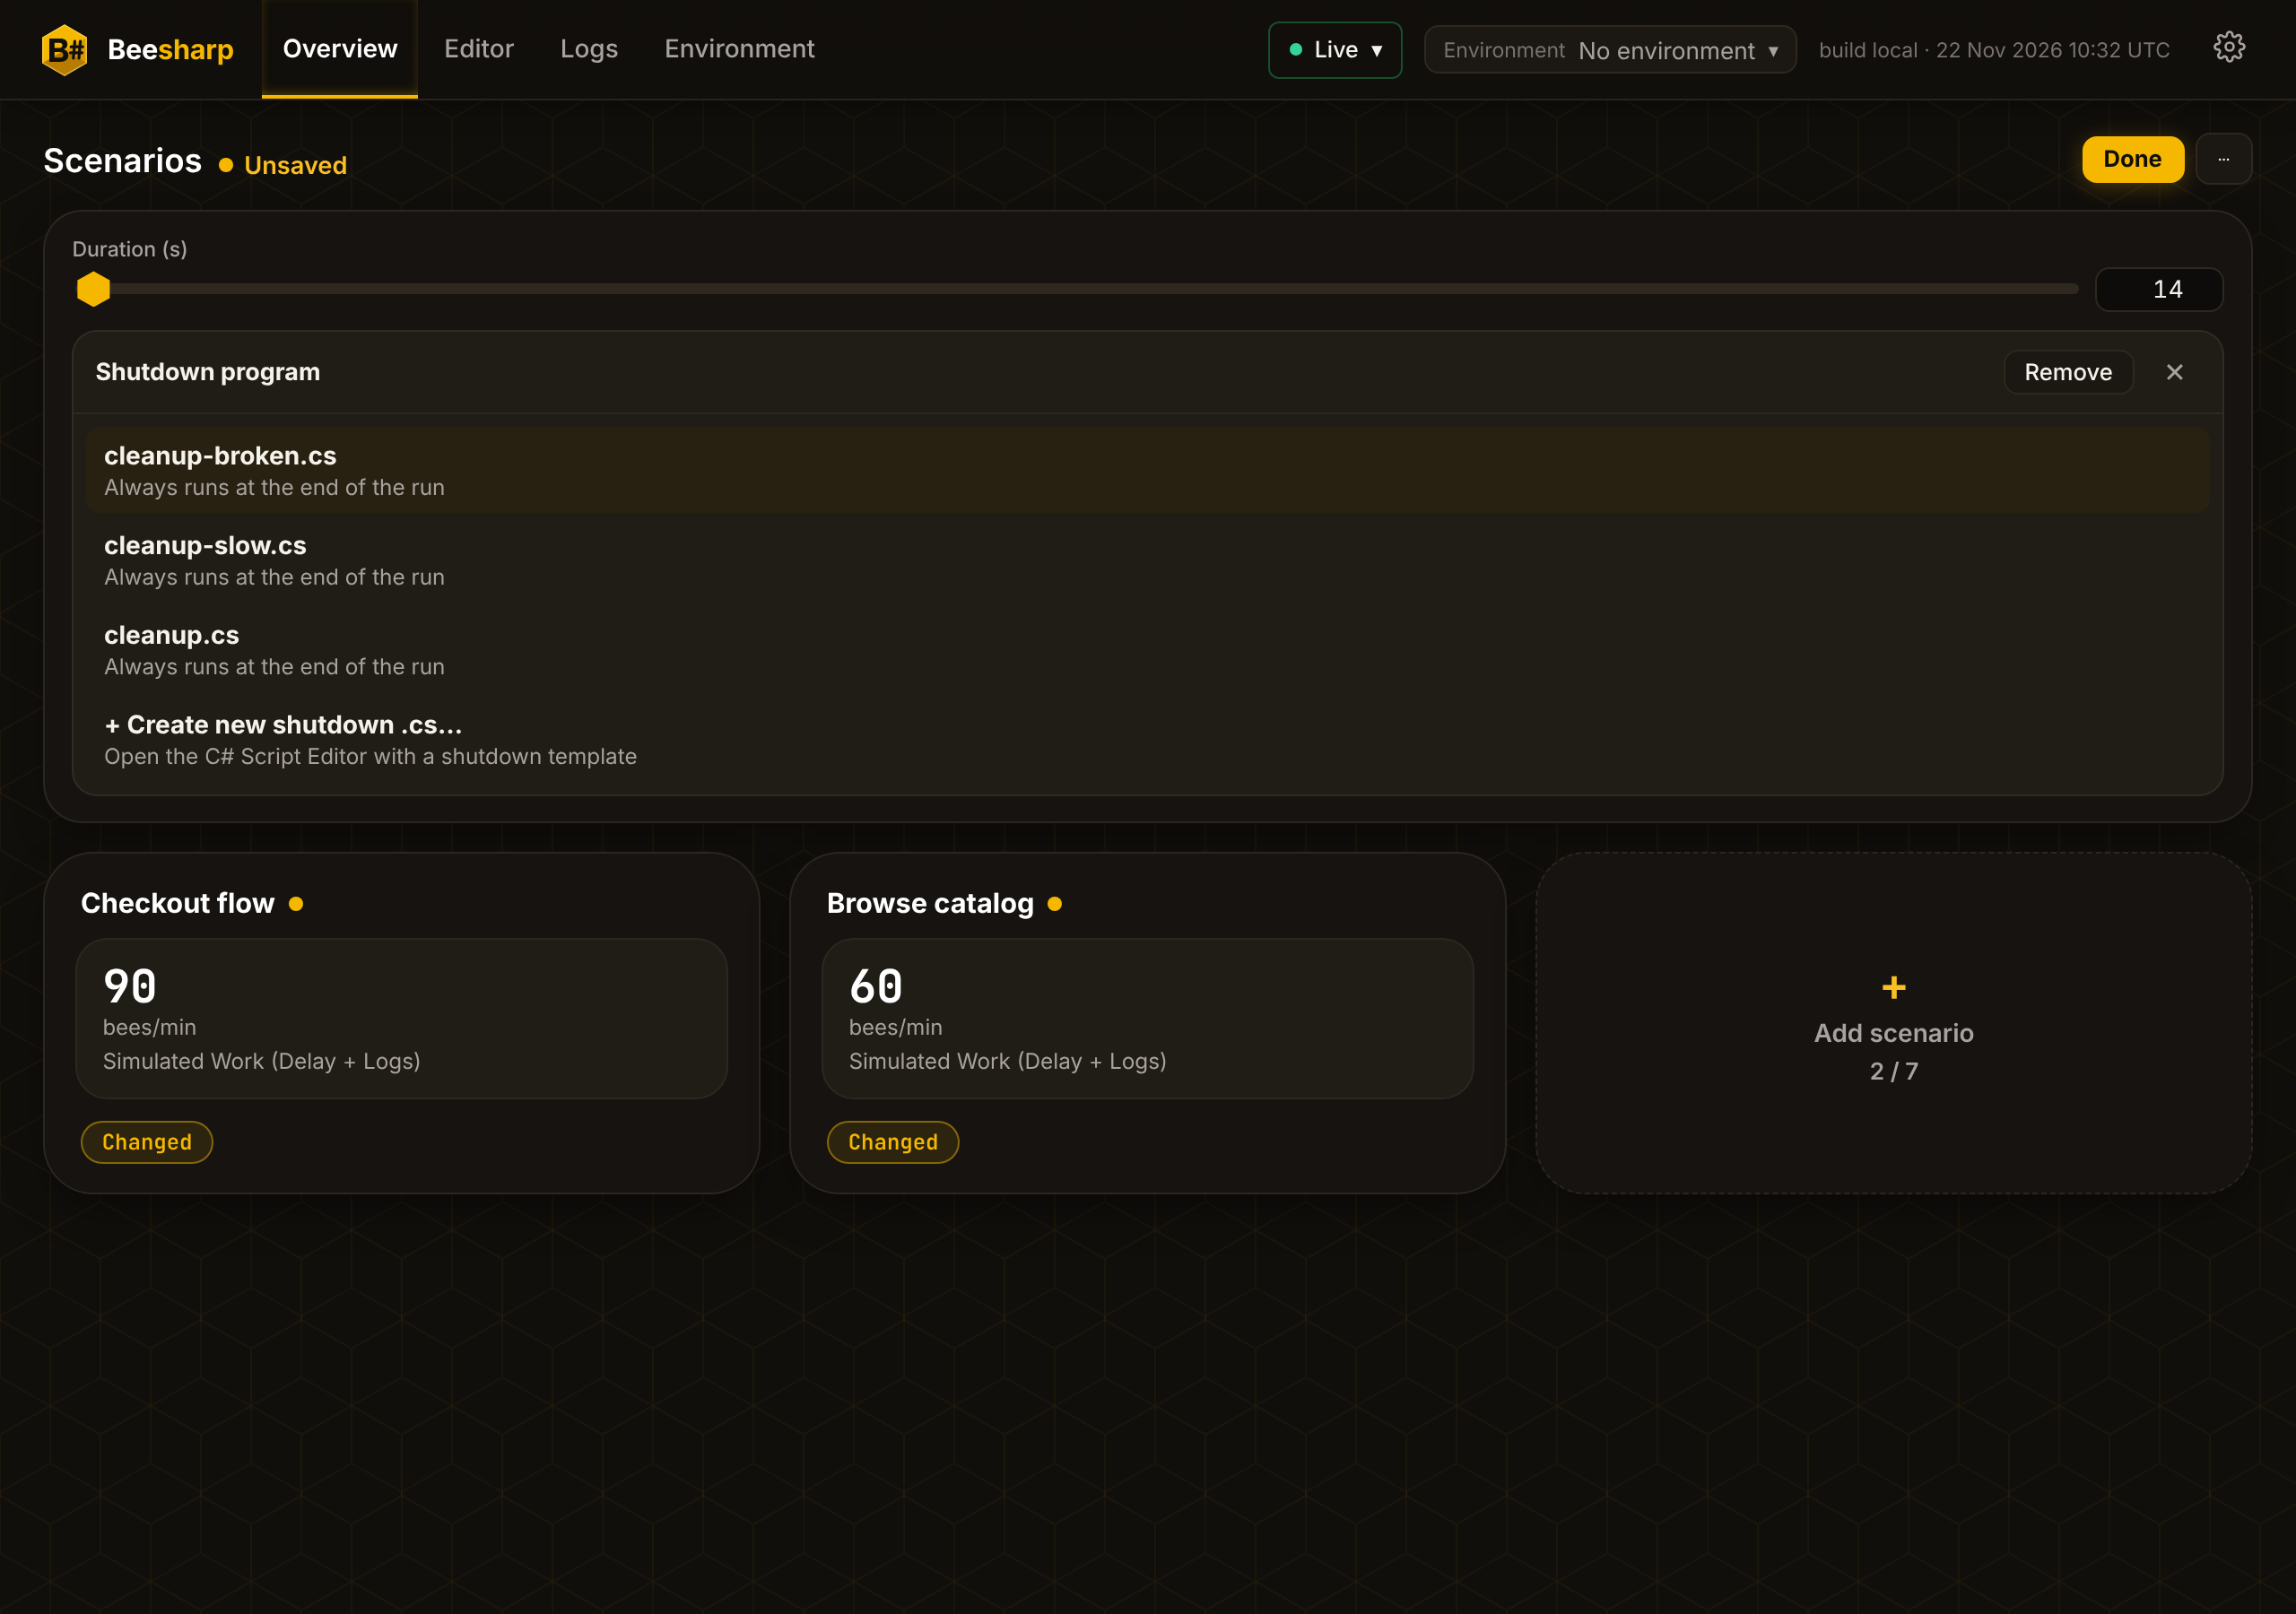 B# Beesharp Overview Editor Logs Environment Live ▾ Environment No environment ▾ build local · 22 Nov 2026 10:32 UTC
Scenarios Unsaved Done ...
Duration (s)
14
Shutdown program Remove ✕
cleanup-broken.cs
Always runs at the end of the run
cleanup-slow.cs
Always runs at the end of the run
cleanup.cs
Always runs at the end of the run
+ Create new shutdown .cs...
Open the C# Script Editor with a shutdown template
Checkout flow
90
bees/min
Simulated Work (Delay + Logs)
Changed
Browse catalog
60
bees/min
Simulated Work (Delay + Logs)
Changed
+
Add scenario
2 / 7